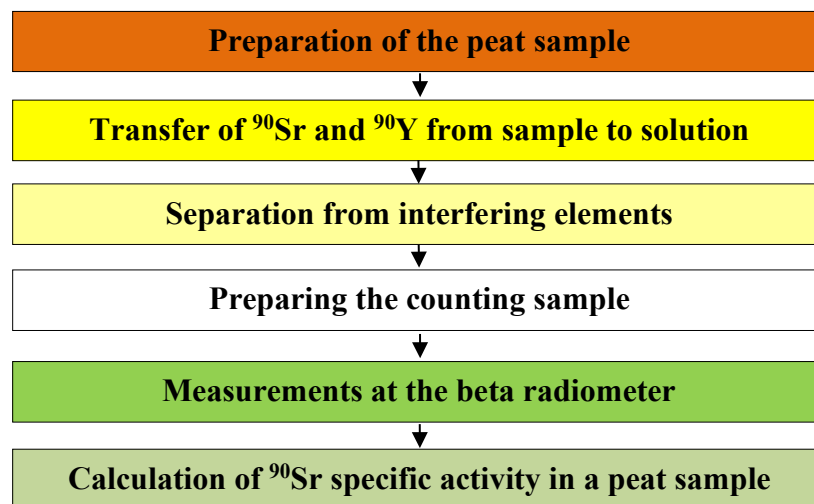 Preparation of the peat sample
Transfer of ⁹⁰Sr and ⁹⁰Y from sample to solution
Separation from interfering elements
Preparing the counting sample
Measurements at the beta radiometer
Calculation of ⁹⁰Sr specific activity in a peat sample